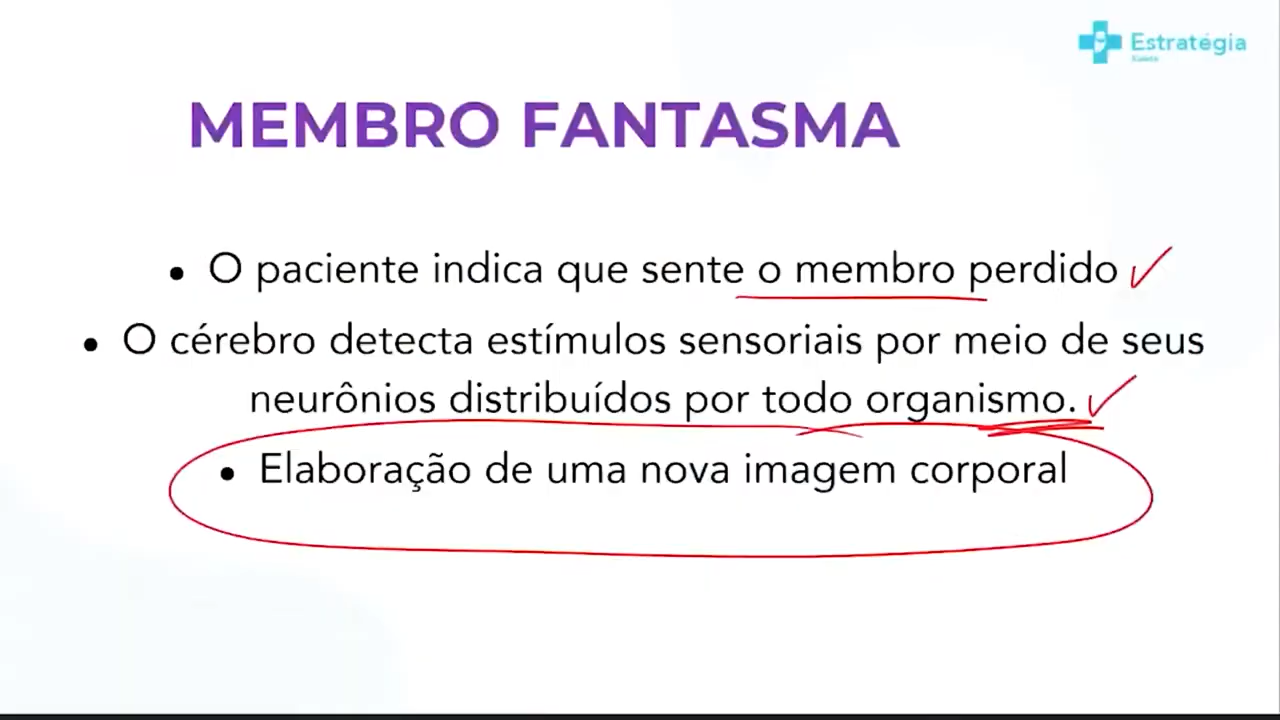 Estratégia
MEMBRO FANTASMA
• O paciente indica que sente o membro perdido
• O cérebro detecta estímulos sensoriais por meio de seus
neurônios distribuídos por todo organismo.
• Elaboração de uma nova imagem corporal